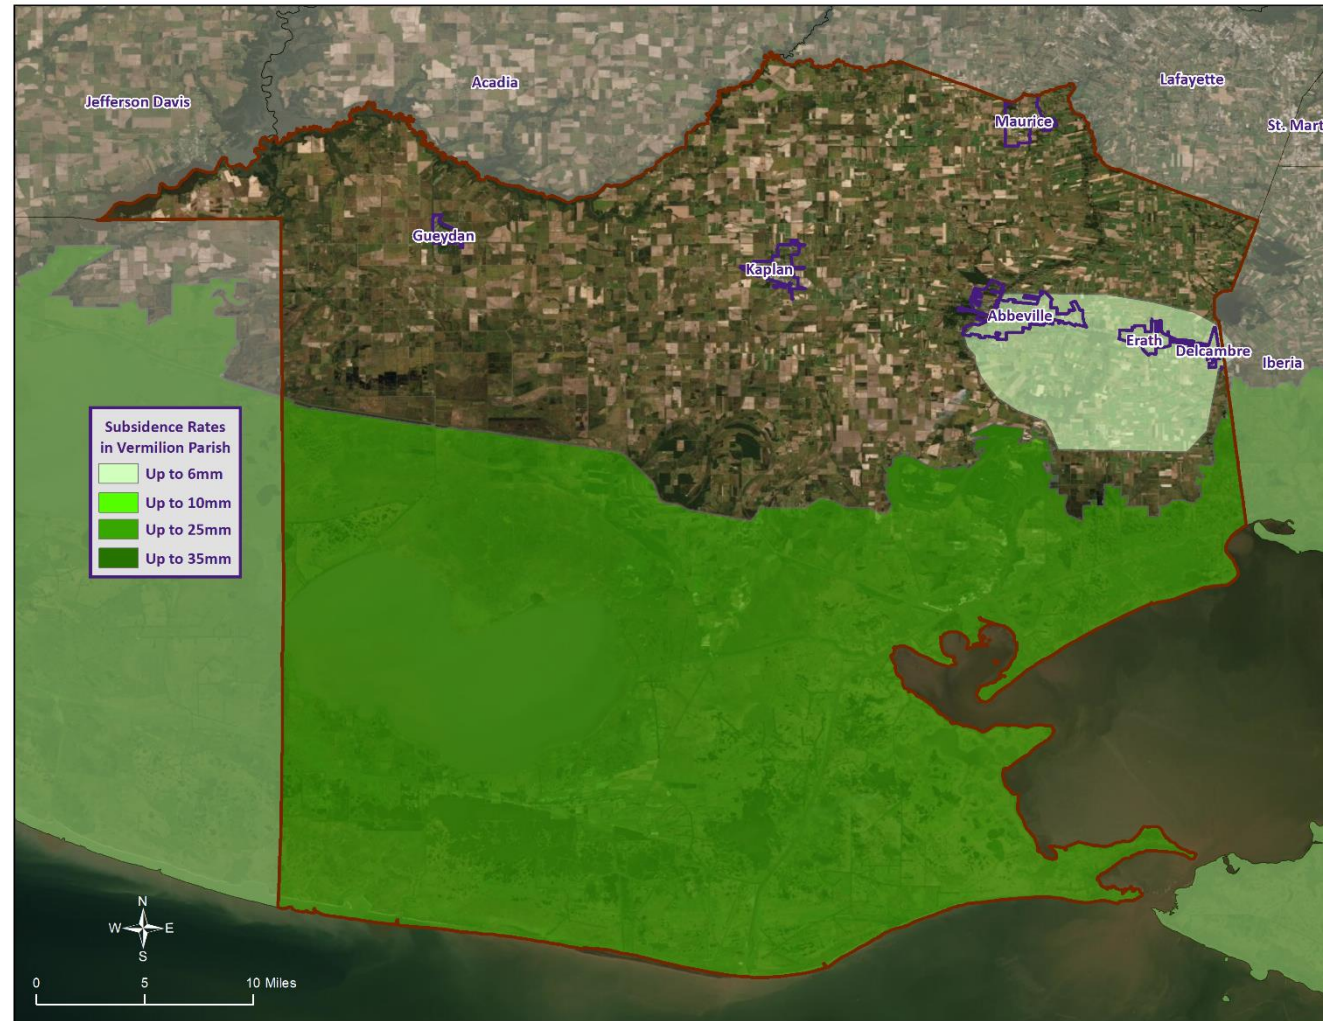 Acadia
Lafayette
Jefferson Davis
Maurice
St. Mart
Gueydan
Kaplan
Abbeville
Erath
Delcambre
Iberia
Subsidence Rates
in Vermilion Parish
Up to 6mm
Up to 10mm
Up to 25mm
Up to 35mm
N
W E
S
0 5 10 Miles